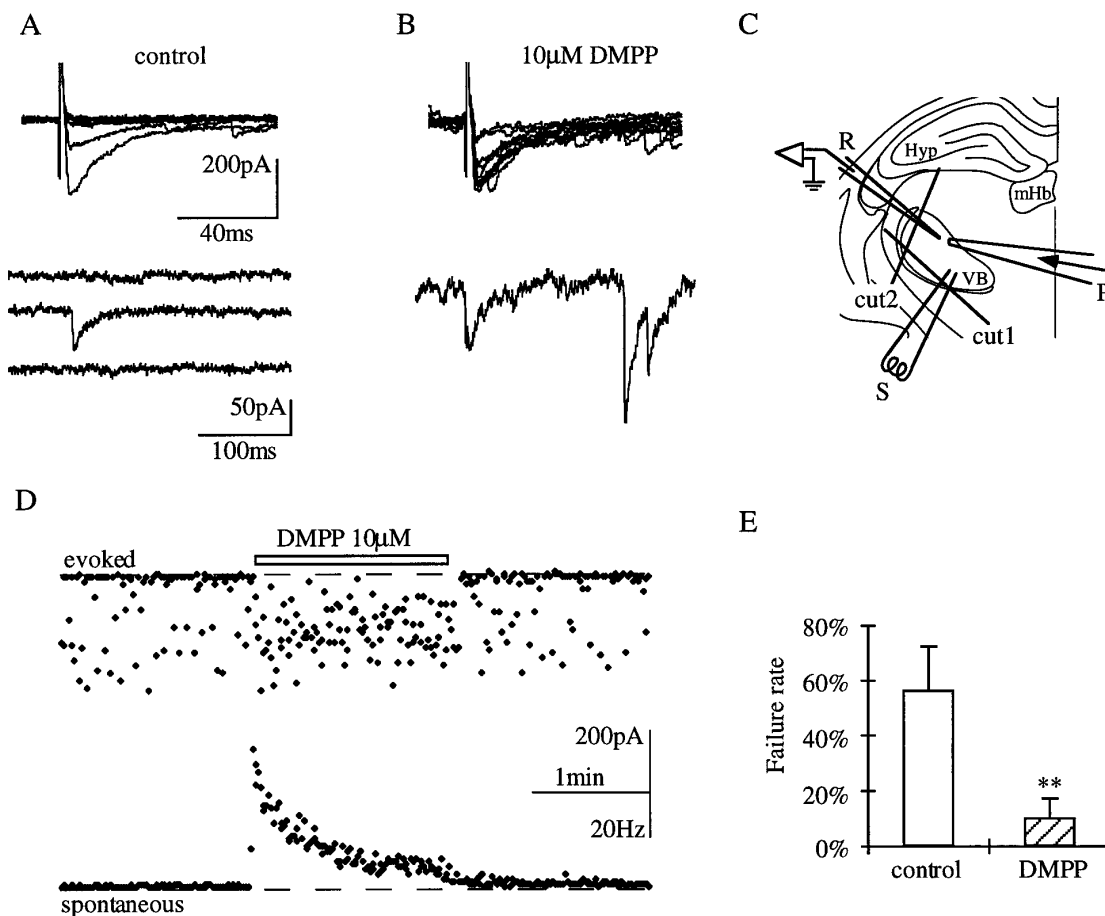 A
control
200pA
40ms
50pA
100ms
B
10μM DMPP
C
R
Hyp
mHb
VB
P
cut2
cut1
S
D
DMPP 10μM
evoked
200pA
1min
20Hz
spontaneous
E
Failure rate
80%
60%
40%
20%
0%
**
control
DMPP